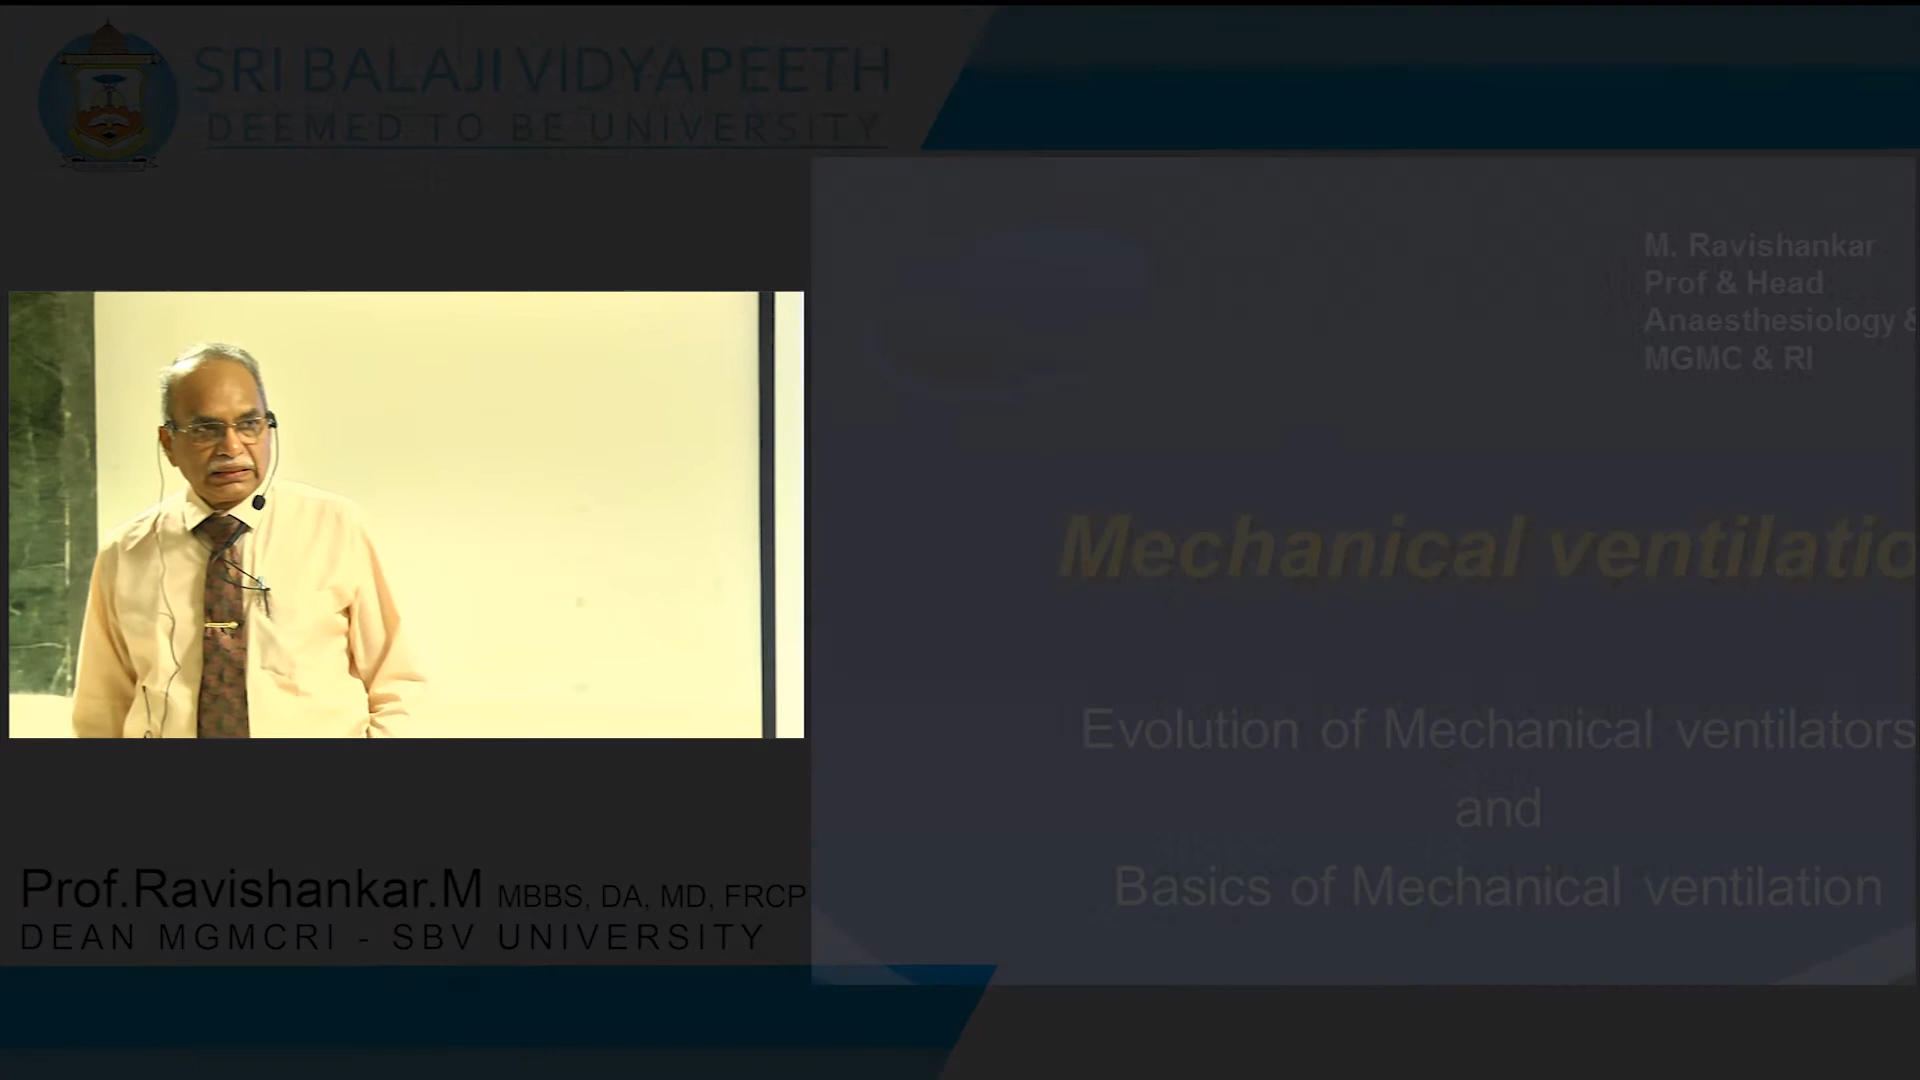 SRI BALAJI VIDYAPEETH
DEEMED TO BE UNIVERSITY
M. Ravishankar
Prof & Head
Anaesthesiology &
MGMC & RI
Mechanical ventilatio
Evolution of Mechanical ventilators
and
Basics of Mechanical ventilation
Prof.Ravishankar.M MBBS, DA, MD, FRCP
DEAN MGMCRI - SBV UNIVERSITY